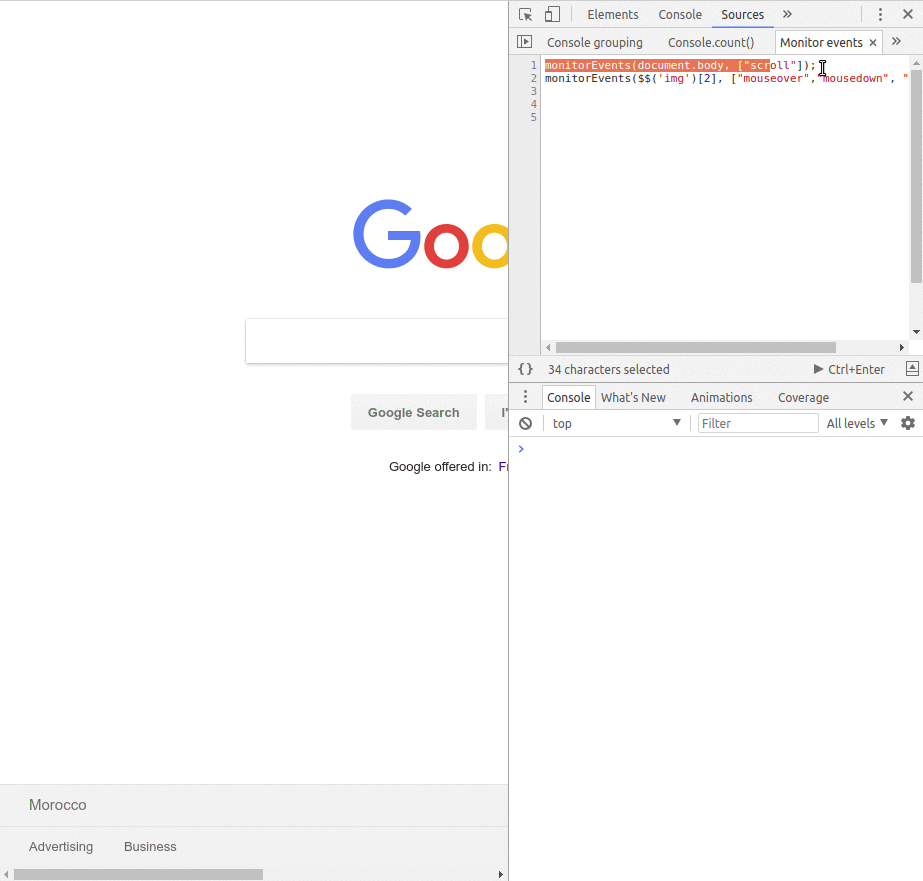 Elements Console Sources »
Console grouping Console.count() Monitor events × »
1 monitorEvents(document.body, ["scroll"]);
2 monitorEvents($$('img')[2], ["mouseover","mousedown", "
3
4
5
{} 34 characters selected ▶ Ctrl+Enter
Console What's New Animations Coverage
top ▼ Filter All levels ▼
›
Goo
Google Search I'
Google offered in: Fr
Morocco
Advertising Business